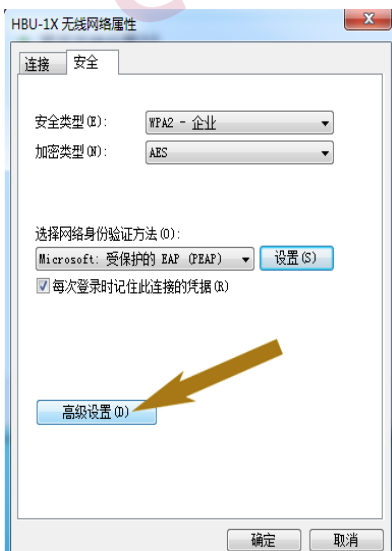 HBU-1X 无线网络属性
连接 安全
安全类型(E): WPA2 - 企业
加密类型(N): AES
选择网络身份验证方法(O):
Microsoft: 受保护的 EAP (PEAP) 设置(S)
每次登录时记住此连接的凭据(R)
高级设置(D)
确定 取消